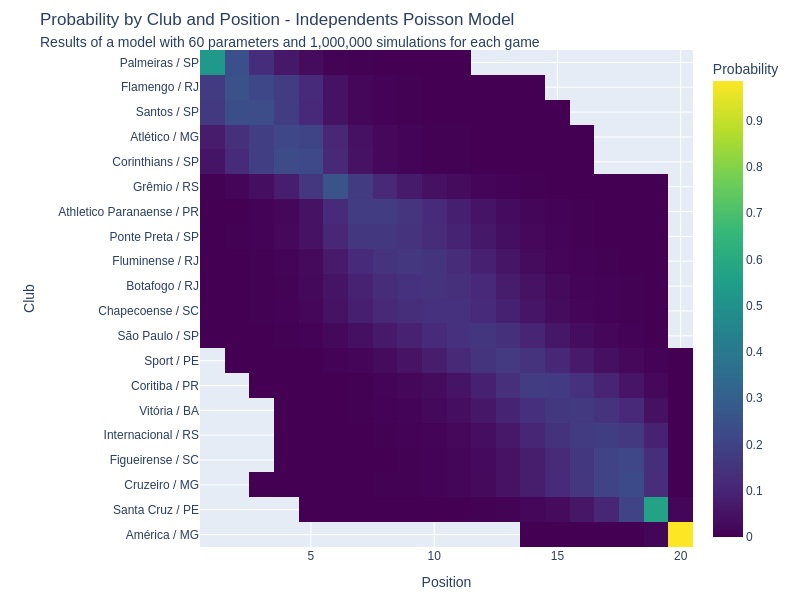 Probability by Club and Position - Independents Poisson Model
Results of a model with 60 parameters and 1,000,000 simulations for each game
Probability
Club
Palmeiras / SP
Flamengo / RJ
Santos / SP
Atlético / MG
Corinthians / SP
Grêmio / RS
Athletico Paranaense / PR
Ponte Preta / SP
Fluminense / RJ
Botafogo / RJ
Chapecoense / SC
São Paulo / SP
Sport / PE
Coritiba / PR
Vitória / BA
Internacional / RS
Figueirense / SC
Cruzeiro / MG
Santa Cruz / PE
América / MG
0.9
0.8
0.7
0.6
0.5
0.4
0.3
0.2
0.1
0
5 10 15 20
Position